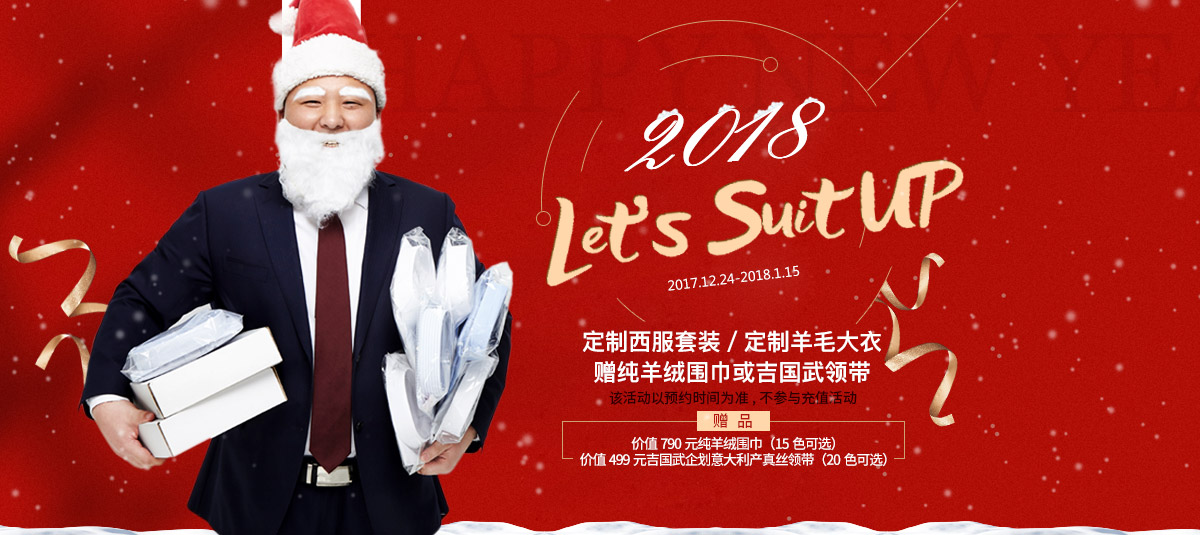 HAPPY NEW YE
2018
Let's Suit UP
2017.12.24-2018.1.15
定制西服套装 / 定制羊毛大衣
赠纯羊绒围巾或吉国武领带
该活动以预约时间为准 , 不参与充值活动
赠 品
价值 790 元纯羊绒围巾（15 色可选）
价值 499 元吉国武企划意大利产真丝领带（20 色可选）